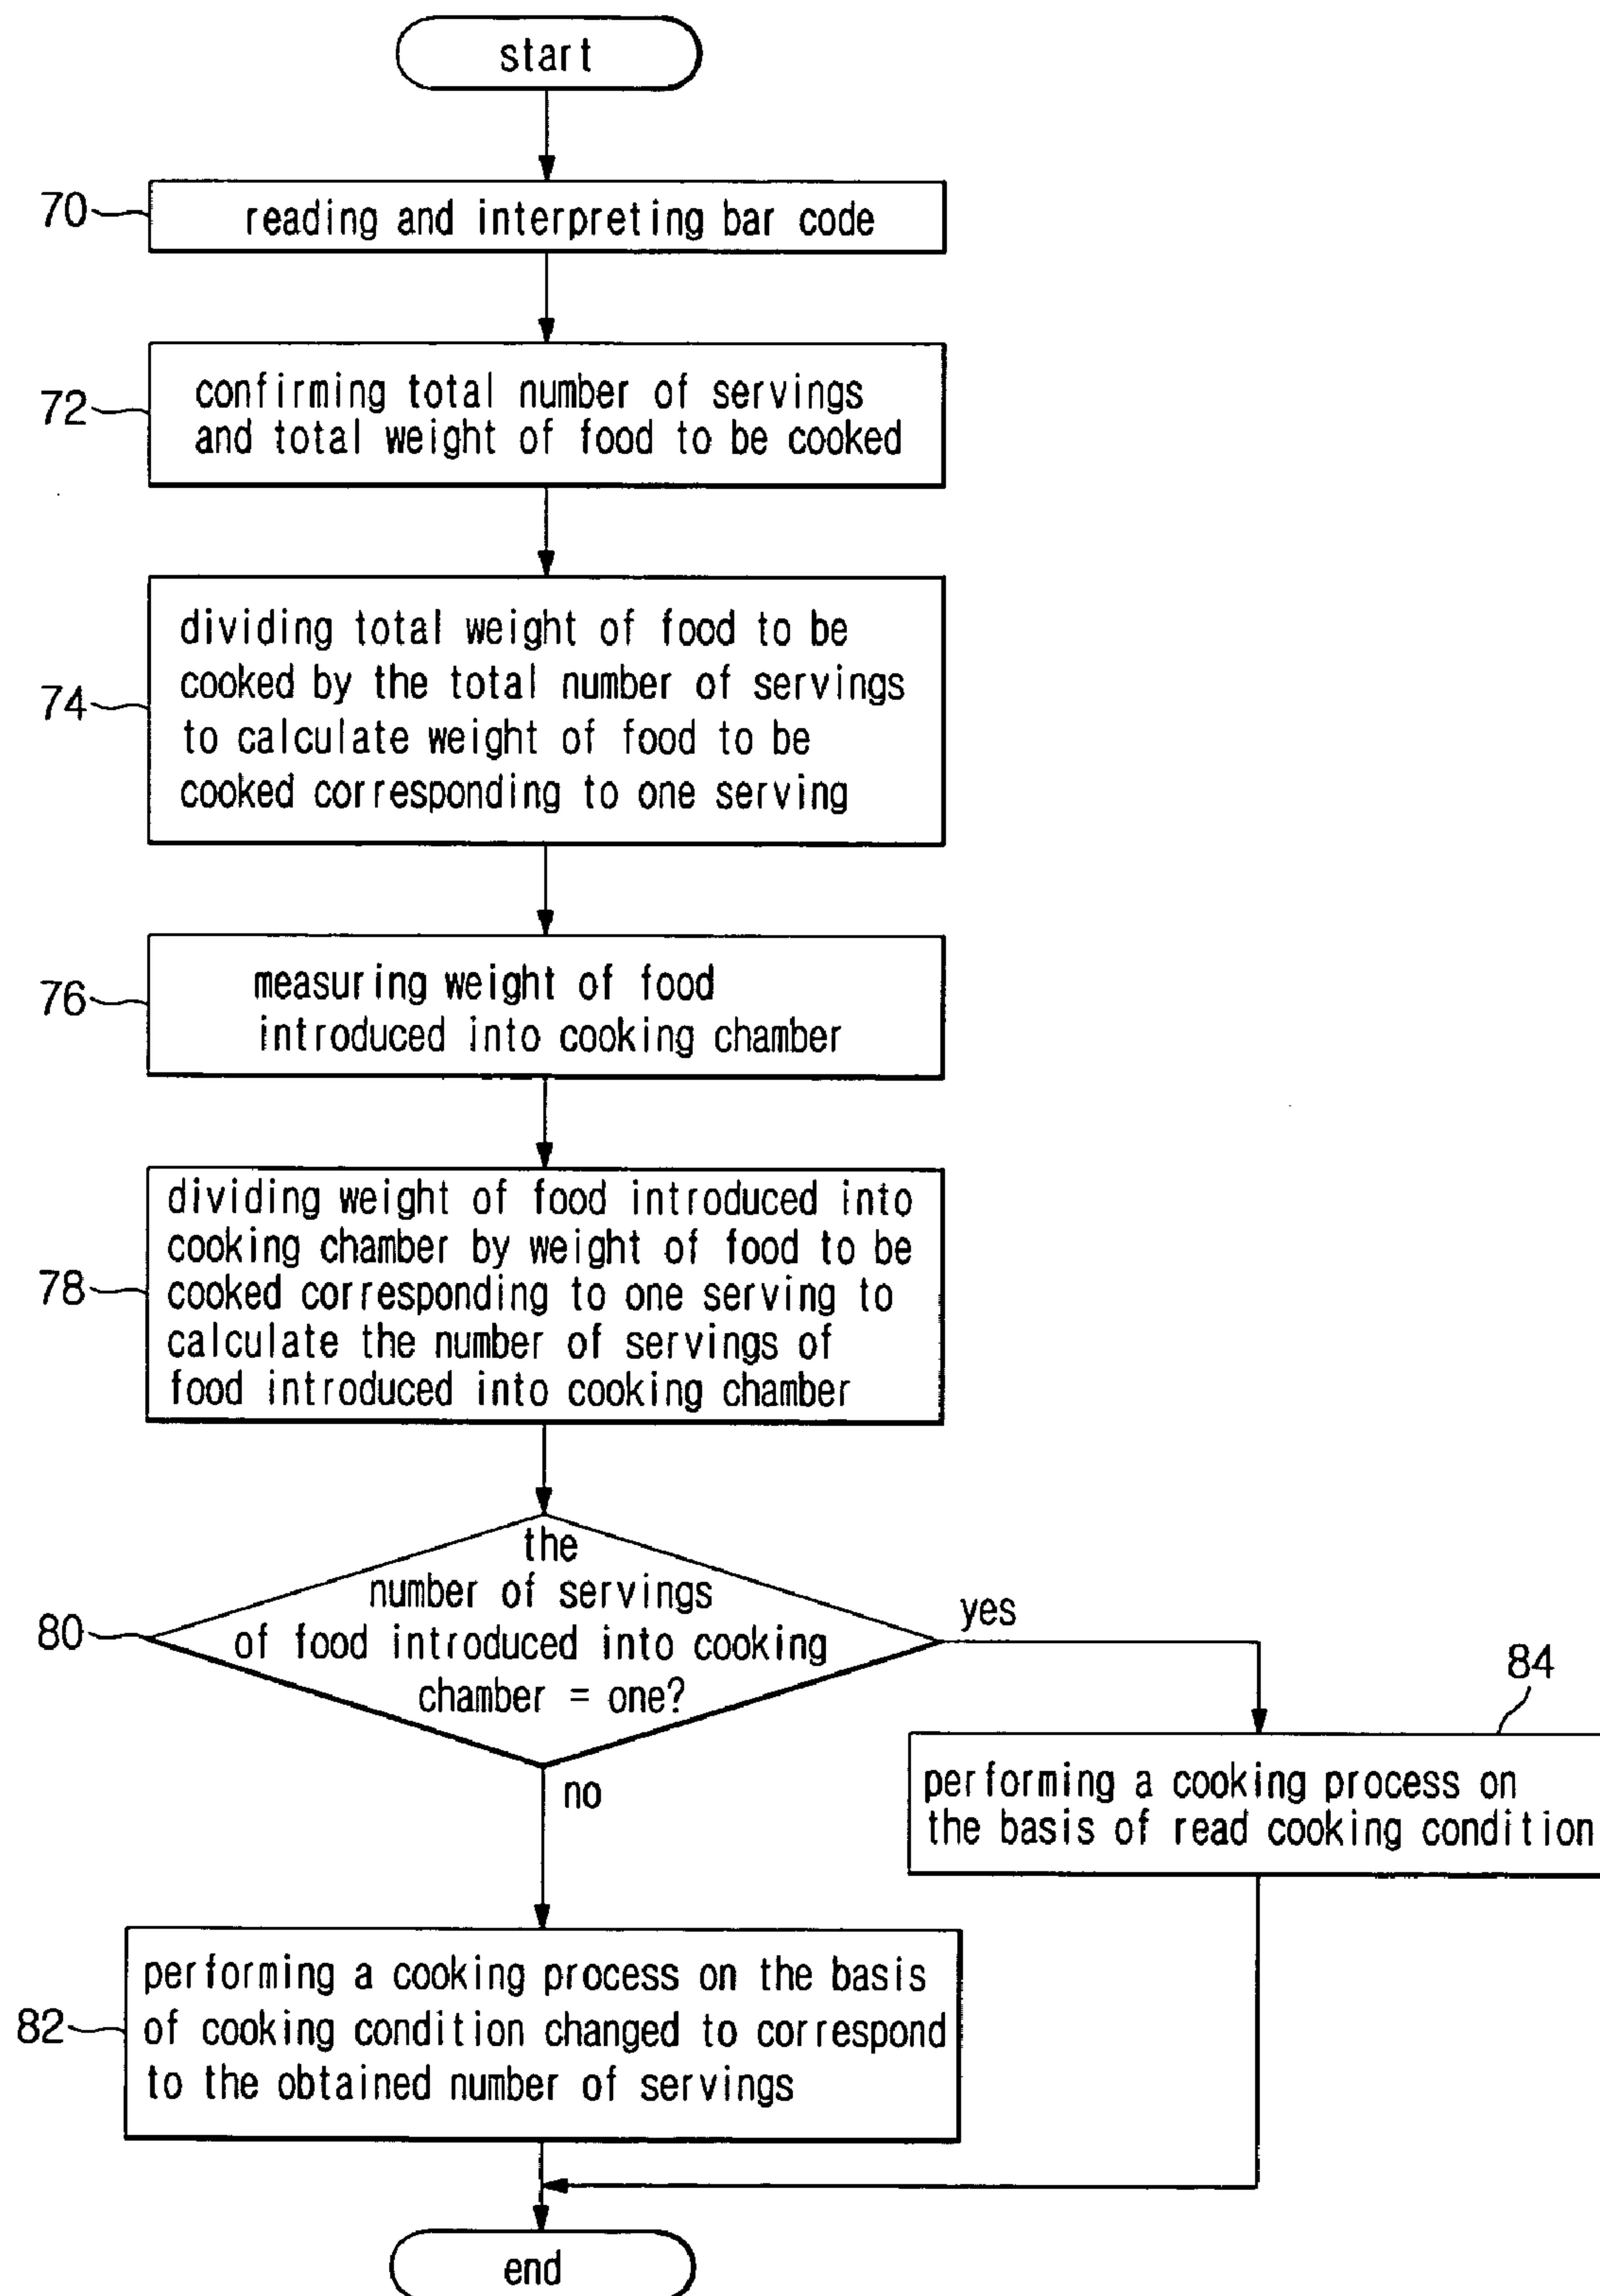 start
70
reading and interpreting bar code
72
confirming total number of servings
and total weight of food to be cooked
74
dividing total weight of food to be
cooked by the total number of servings
to calculate weight of food to be
cooked corresponding to one serving
76
measuring weight of food
introduced into cooking chamber
78
dividing weight of food introduced into
cooking chamber by weight of food to be
cooked corresponding to one serving to
calculate the number of servings of
food introduced into cooking chamber
80
the
number of servings
of food introduced into cooking
chamber = one?
yes
no
84
performing a cooking process on
the basis of read cooking condition
82
performing a cooking process on the basis
of cooking condition changed to correspond
to the obtained number of servings
end